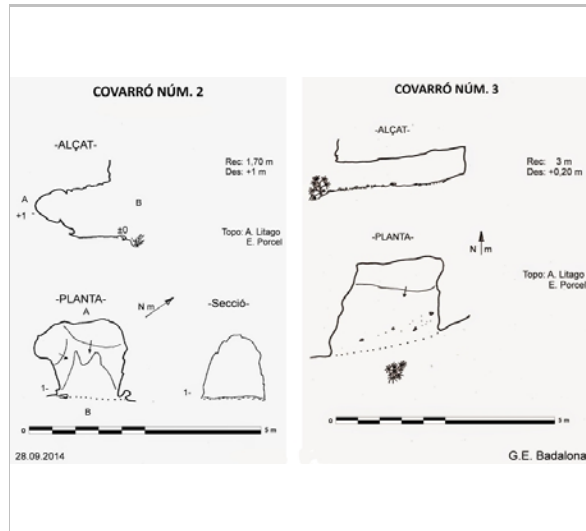 COVARRÓ NÚM. 2
-ALÇAT-
Rec: 1,70 m
Des: +1 m
A
+1
B
±0
Topo: A. Litago
E. Porcel
-PLANTA-
A
N m
-Secció-
1-
B
1-
0
5 m
28.09.2014
COVARRÓ NÚM. 3
-ALÇAT-
Rec: 3 m
Des: +0,20 m
-PLANTA-
N m
Topo: A. Litago
E. Porcel
0
5 m
G.E. Badalona